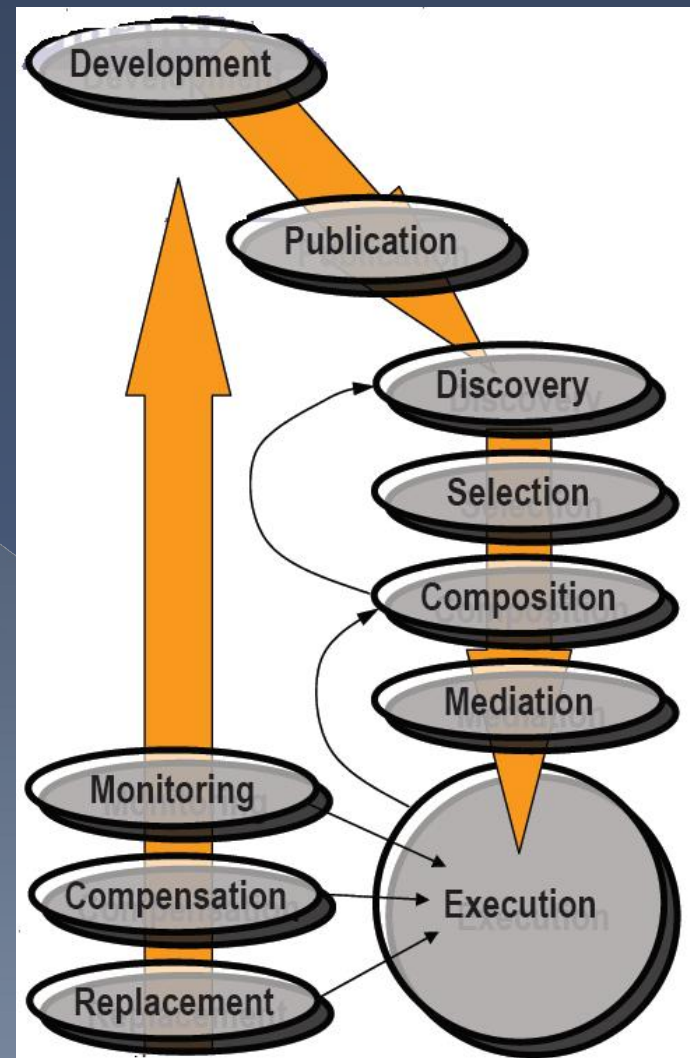 Development
Publication
Discovery
Selection
Composition
Mediation
Monitoring
Compensation
Replacement
Execution